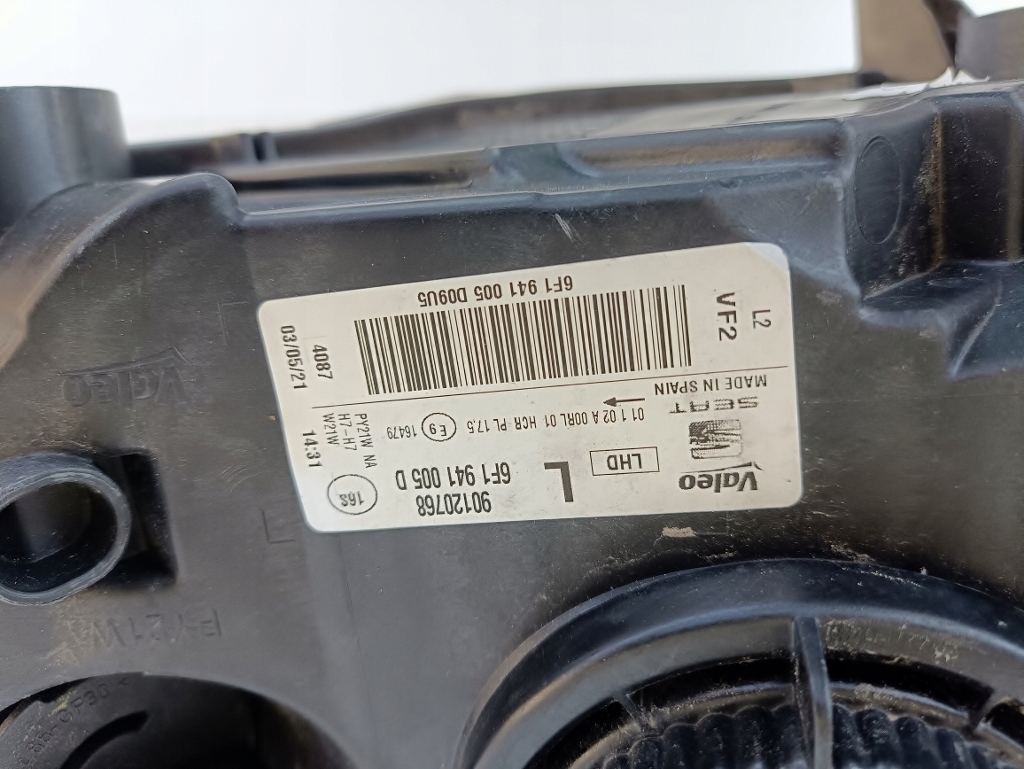 Valeo
SEAT
MADE IN SPAIN
LHD
L
90120768
6F1 941 005 D
16S
01 1 02 A 00RL 01 HCR PL 17.5
E9 16479
PY21W NA
H7-H7
W21W
L2
VF2
6F1 941 005 D09U5
4087
03/05/21 14:31
Valeo
PY21W